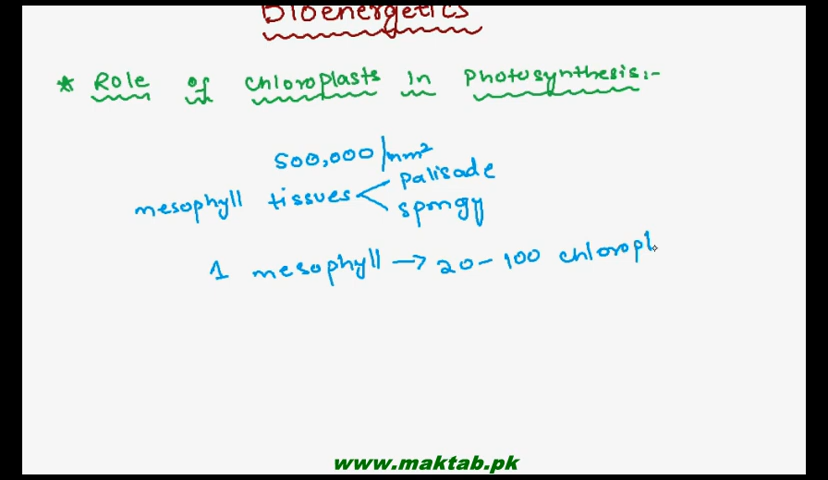 Bioenergetics
* Role of Chloroplasts In Photosynthesis:-
500,000/mm²
mesophyll tissues < Palisade
spongy
1 mesophyll → 20-100 chloropl
www.maktab.pk